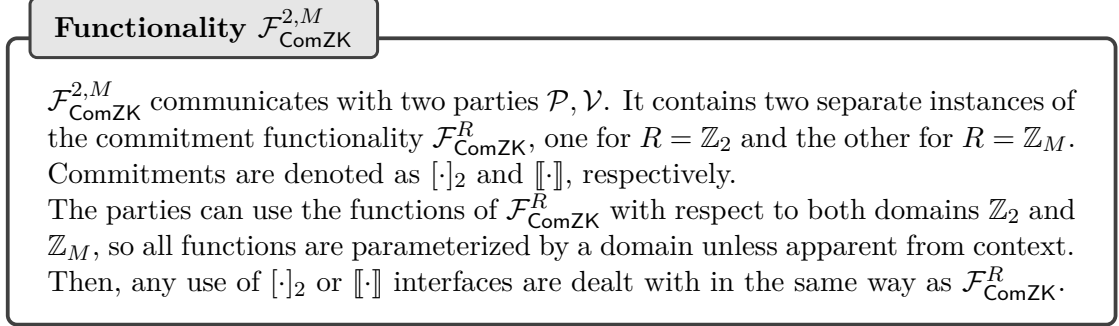 Functionality $\mathcal{F}_{\mathsf{ComZK}}^{2,M}$
$\mathcal{F}_{\mathsf{ComZK}}^{2,M}$ communicates with two parties $\mathcal{P}, \mathcal{V}$. It contains two separate instances of
the commitment functionality $\mathcal{F}_{\mathsf{ComZK}}^{R}$, one for $R = \mathbb{Z}_2$ and the other for $R = \mathbb{Z}_M$.
Commitments are denoted as $[\cdot]_2$ and $[\![\cdot]\!]$, respectively.
The parties can use the functions of $\mathcal{F}_{\mathsf{ComZK}}^{R}$ with respect to both domains $\mathbb{Z}_2$ and
$\mathbb{Z}_M$, so all functions are parameterized by a domain unless apparent from context.
Then, any use of $[\cdot]_2$ or $[\![\cdot]\!]$ interfaces are dealt with in the same way as $\mathcal{F}_{\mathsf{ComZK}}^{R}$.